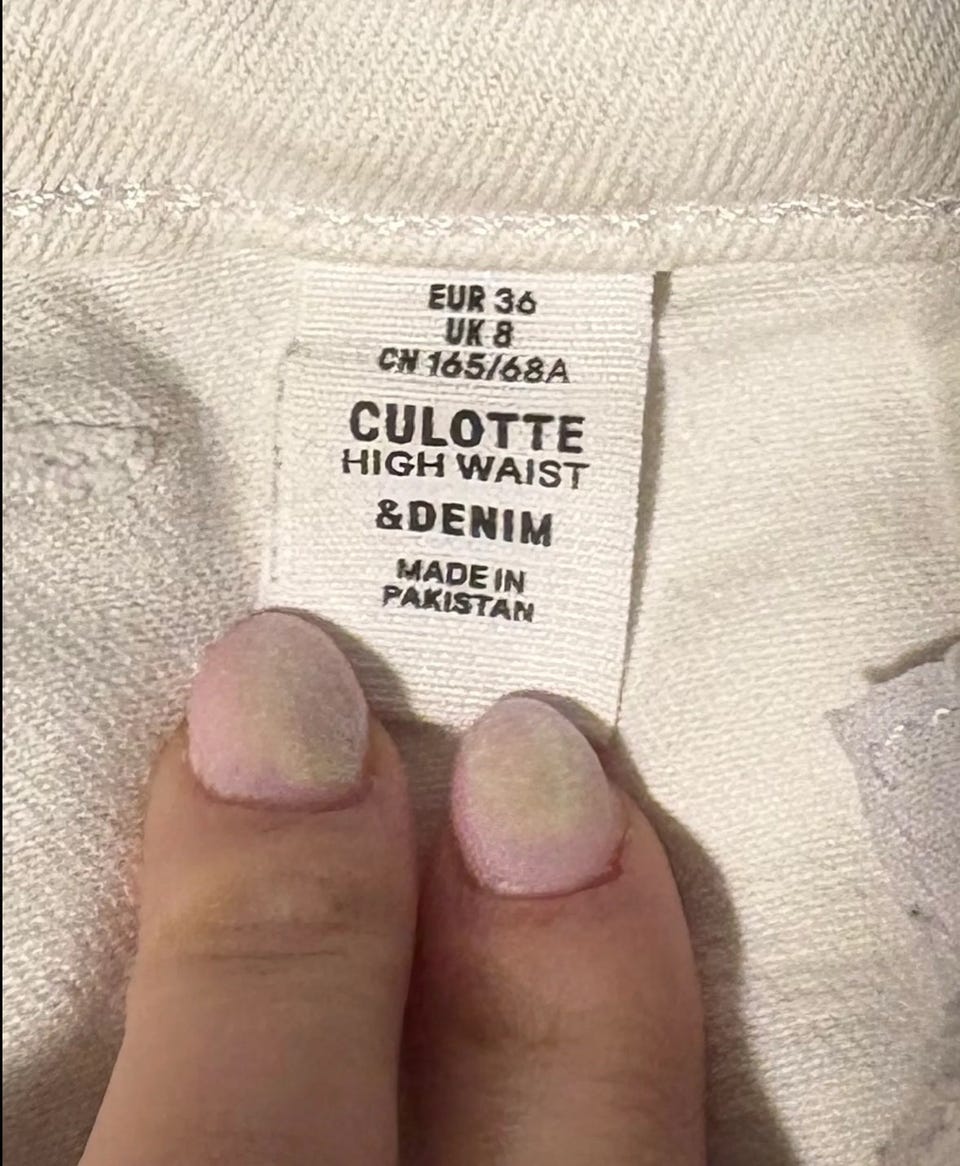 EUR 36
UK 8
CN 165/68A
CULOTTE
HIGH WAIST
&DENIM
MADE IN
PAKISTAN